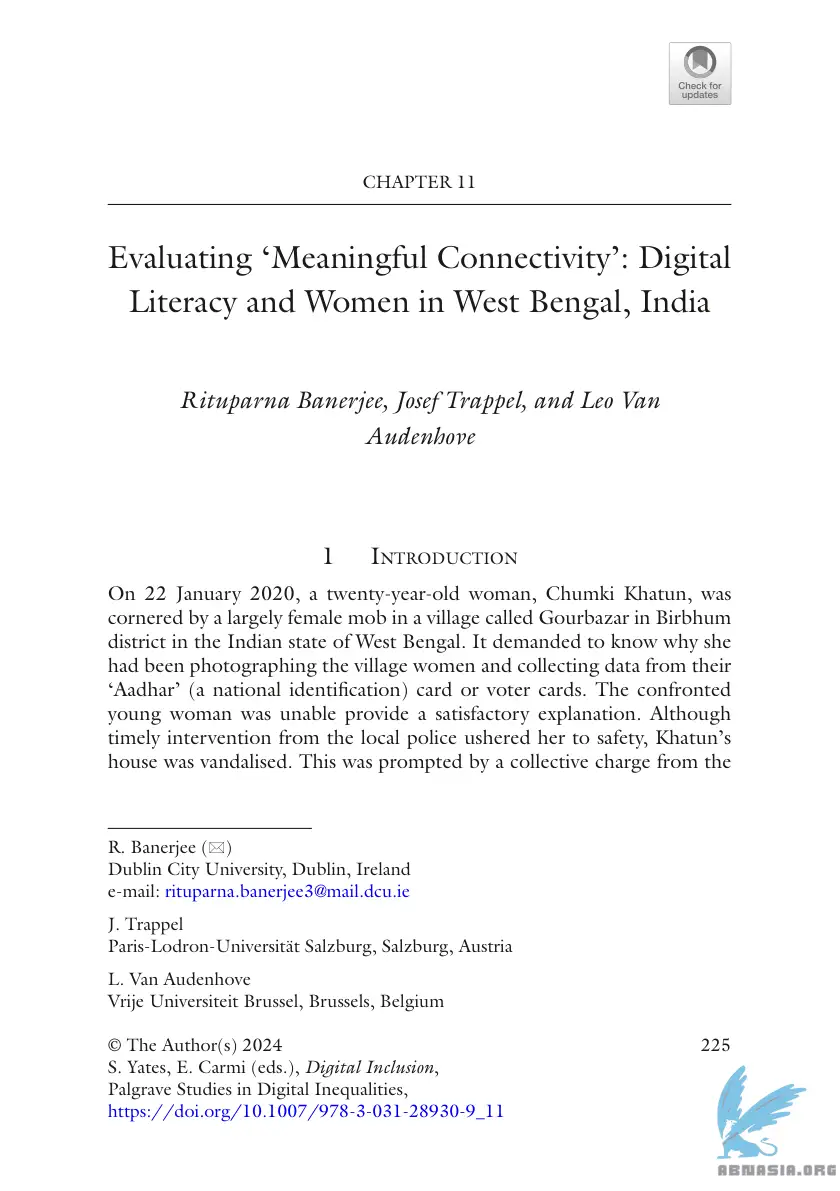 Check for
updates
CHAPTER 11
Evaluating ‘Meaningful Connectivity’: Digital
Literacy and Women in West Bengal, India
Rituparna Banerjee, Josef Trappel, and Leo Van
Audenhove
1 Introduction
On 22 January 2020, a twenty-year-old woman, Chumki Khatun, was
cornered by a largely female mob in a village called Gourbazar in Birbhum
district in the Indian state of West Bengal. It demanded to know why she
had been photographing the village women and collecting data from their
‘Aadhar’ (a national identification) card or voter cards. The confronted
young woman was unable provide a satisfactory explanation. Although
timely intervention from the local police ushered her to safety, Khatun’s
house was vandalised. This was prompted by a collective charge from the
R. Banerjee (✉)
Dublin City University, Dublin, Ireland
e-mail: rituparna.banerjee3@mail.dcu.ie
J. Trappel
Paris-Lodron-Universität Salzburg, Salzburg, Austria
L. Van Audenhove
Vrije Universiteit Brussel, Brussels, Belgium
© The Author(s) 2024 225
S. Yates, E. Carmi (eds.), Digital Inclusion,
Palgrave Studies in Digital Inequalities,
https://doi.org/10.1007/978-3-031-28930-9_11
ABNASIA.ORG